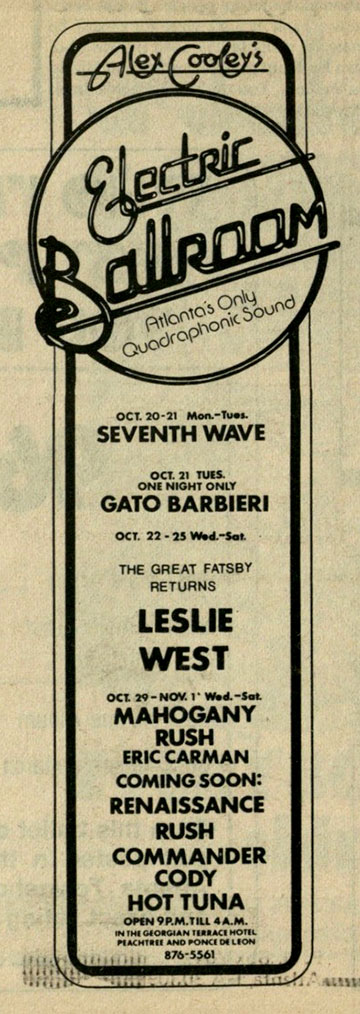 Alex Cooley's
Electric
Ballroom
Atlanta's Only
Quadraphonic Sound
OCT. 20-21 Mon.-Tues.
SEVENTH WAVE
OCT. 21 TUES.
ONE NIGHT ONLY
GATO BARBIERI
OCT. 22 - 25 Wed.-Sat.
THE GREAT FATSBY
RETURNS
LESLIE
WEST
OCT. 29 - NOV. 1 Wed.-Sat.
MAHOGANY
RUSH
ERIC CARMAN
COMING SOON:
RENAISSANCE
RUSH
COMMANDER
CODY
HOT TUNA
OPEN 9 P.M. TILL 4 A.M.
IN THE GEORGIAN TERRACE HOTEL
PEACHTREE AND PONCE DE LEON
876-5561